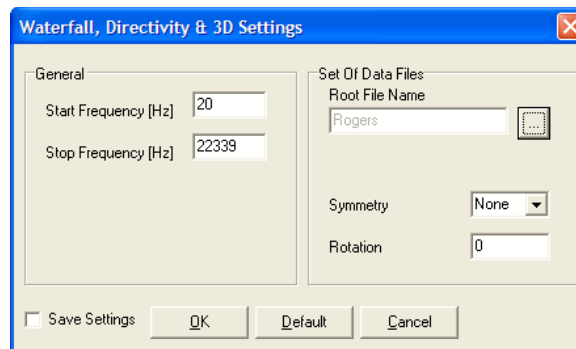 Waterfall, Directivity & 3D Settings
General
Start Frequency [Hz] 20
Stop Frequency [Hz] 22339
Set Of Data Files
Root File Name
Rogers ...
Symmetry None
Rotation 0
Save Settings OK Default Cancel